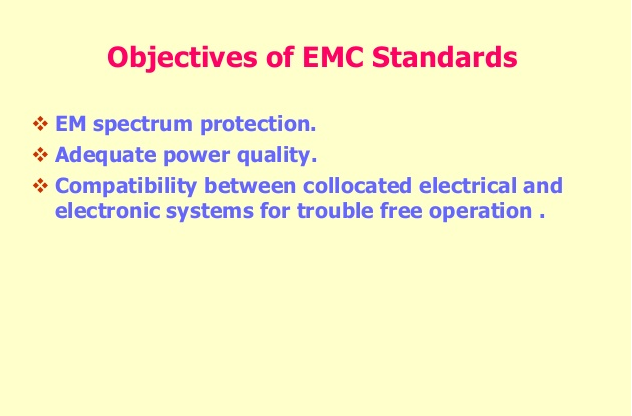 Objectives of EMC Standards
❖ EM spectrum protection.
❖ Adequate power quality.
❖ Compatibility between collocated electrical and
electronic systems for trouble free operation .